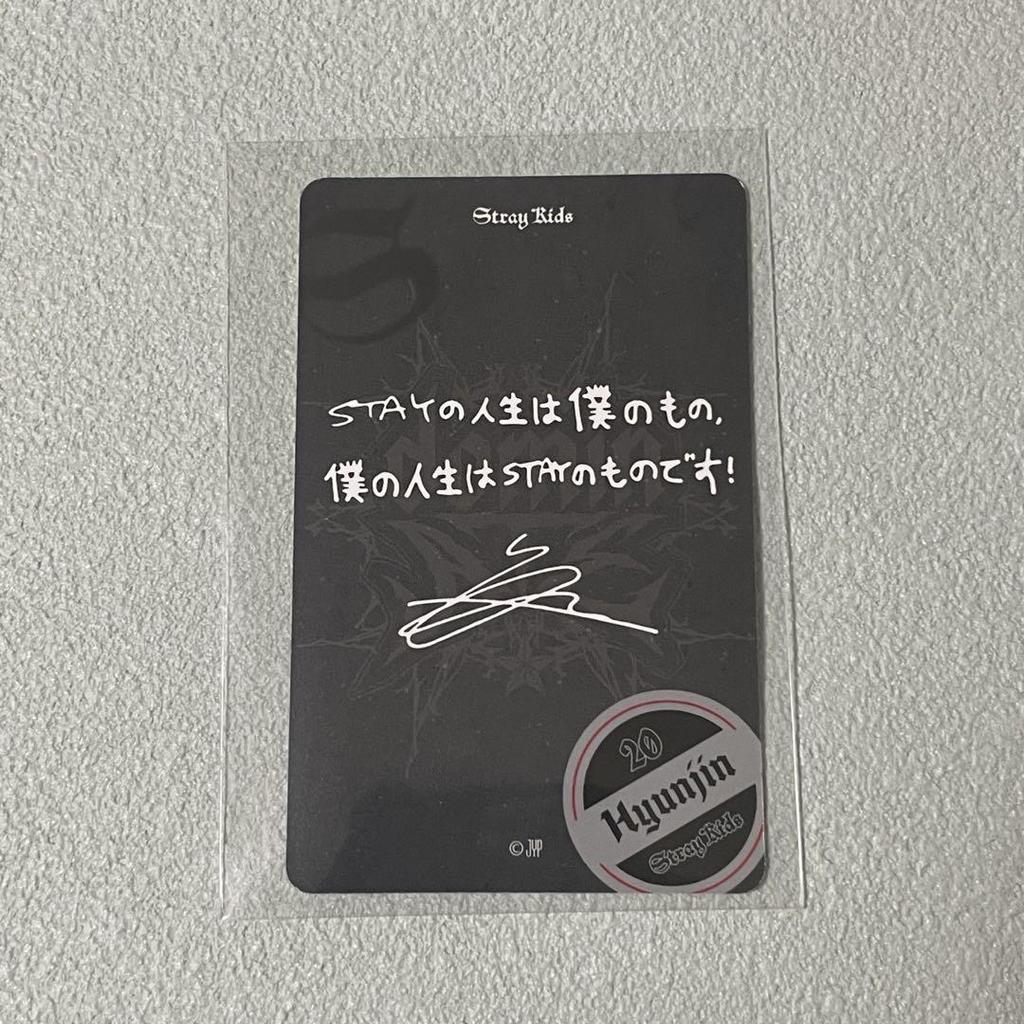 Stray Kids
STAYの人生は僕のもの,
僕の人生はSTAYのものです!
20
Hyunjin
Stray Kids
© JYP